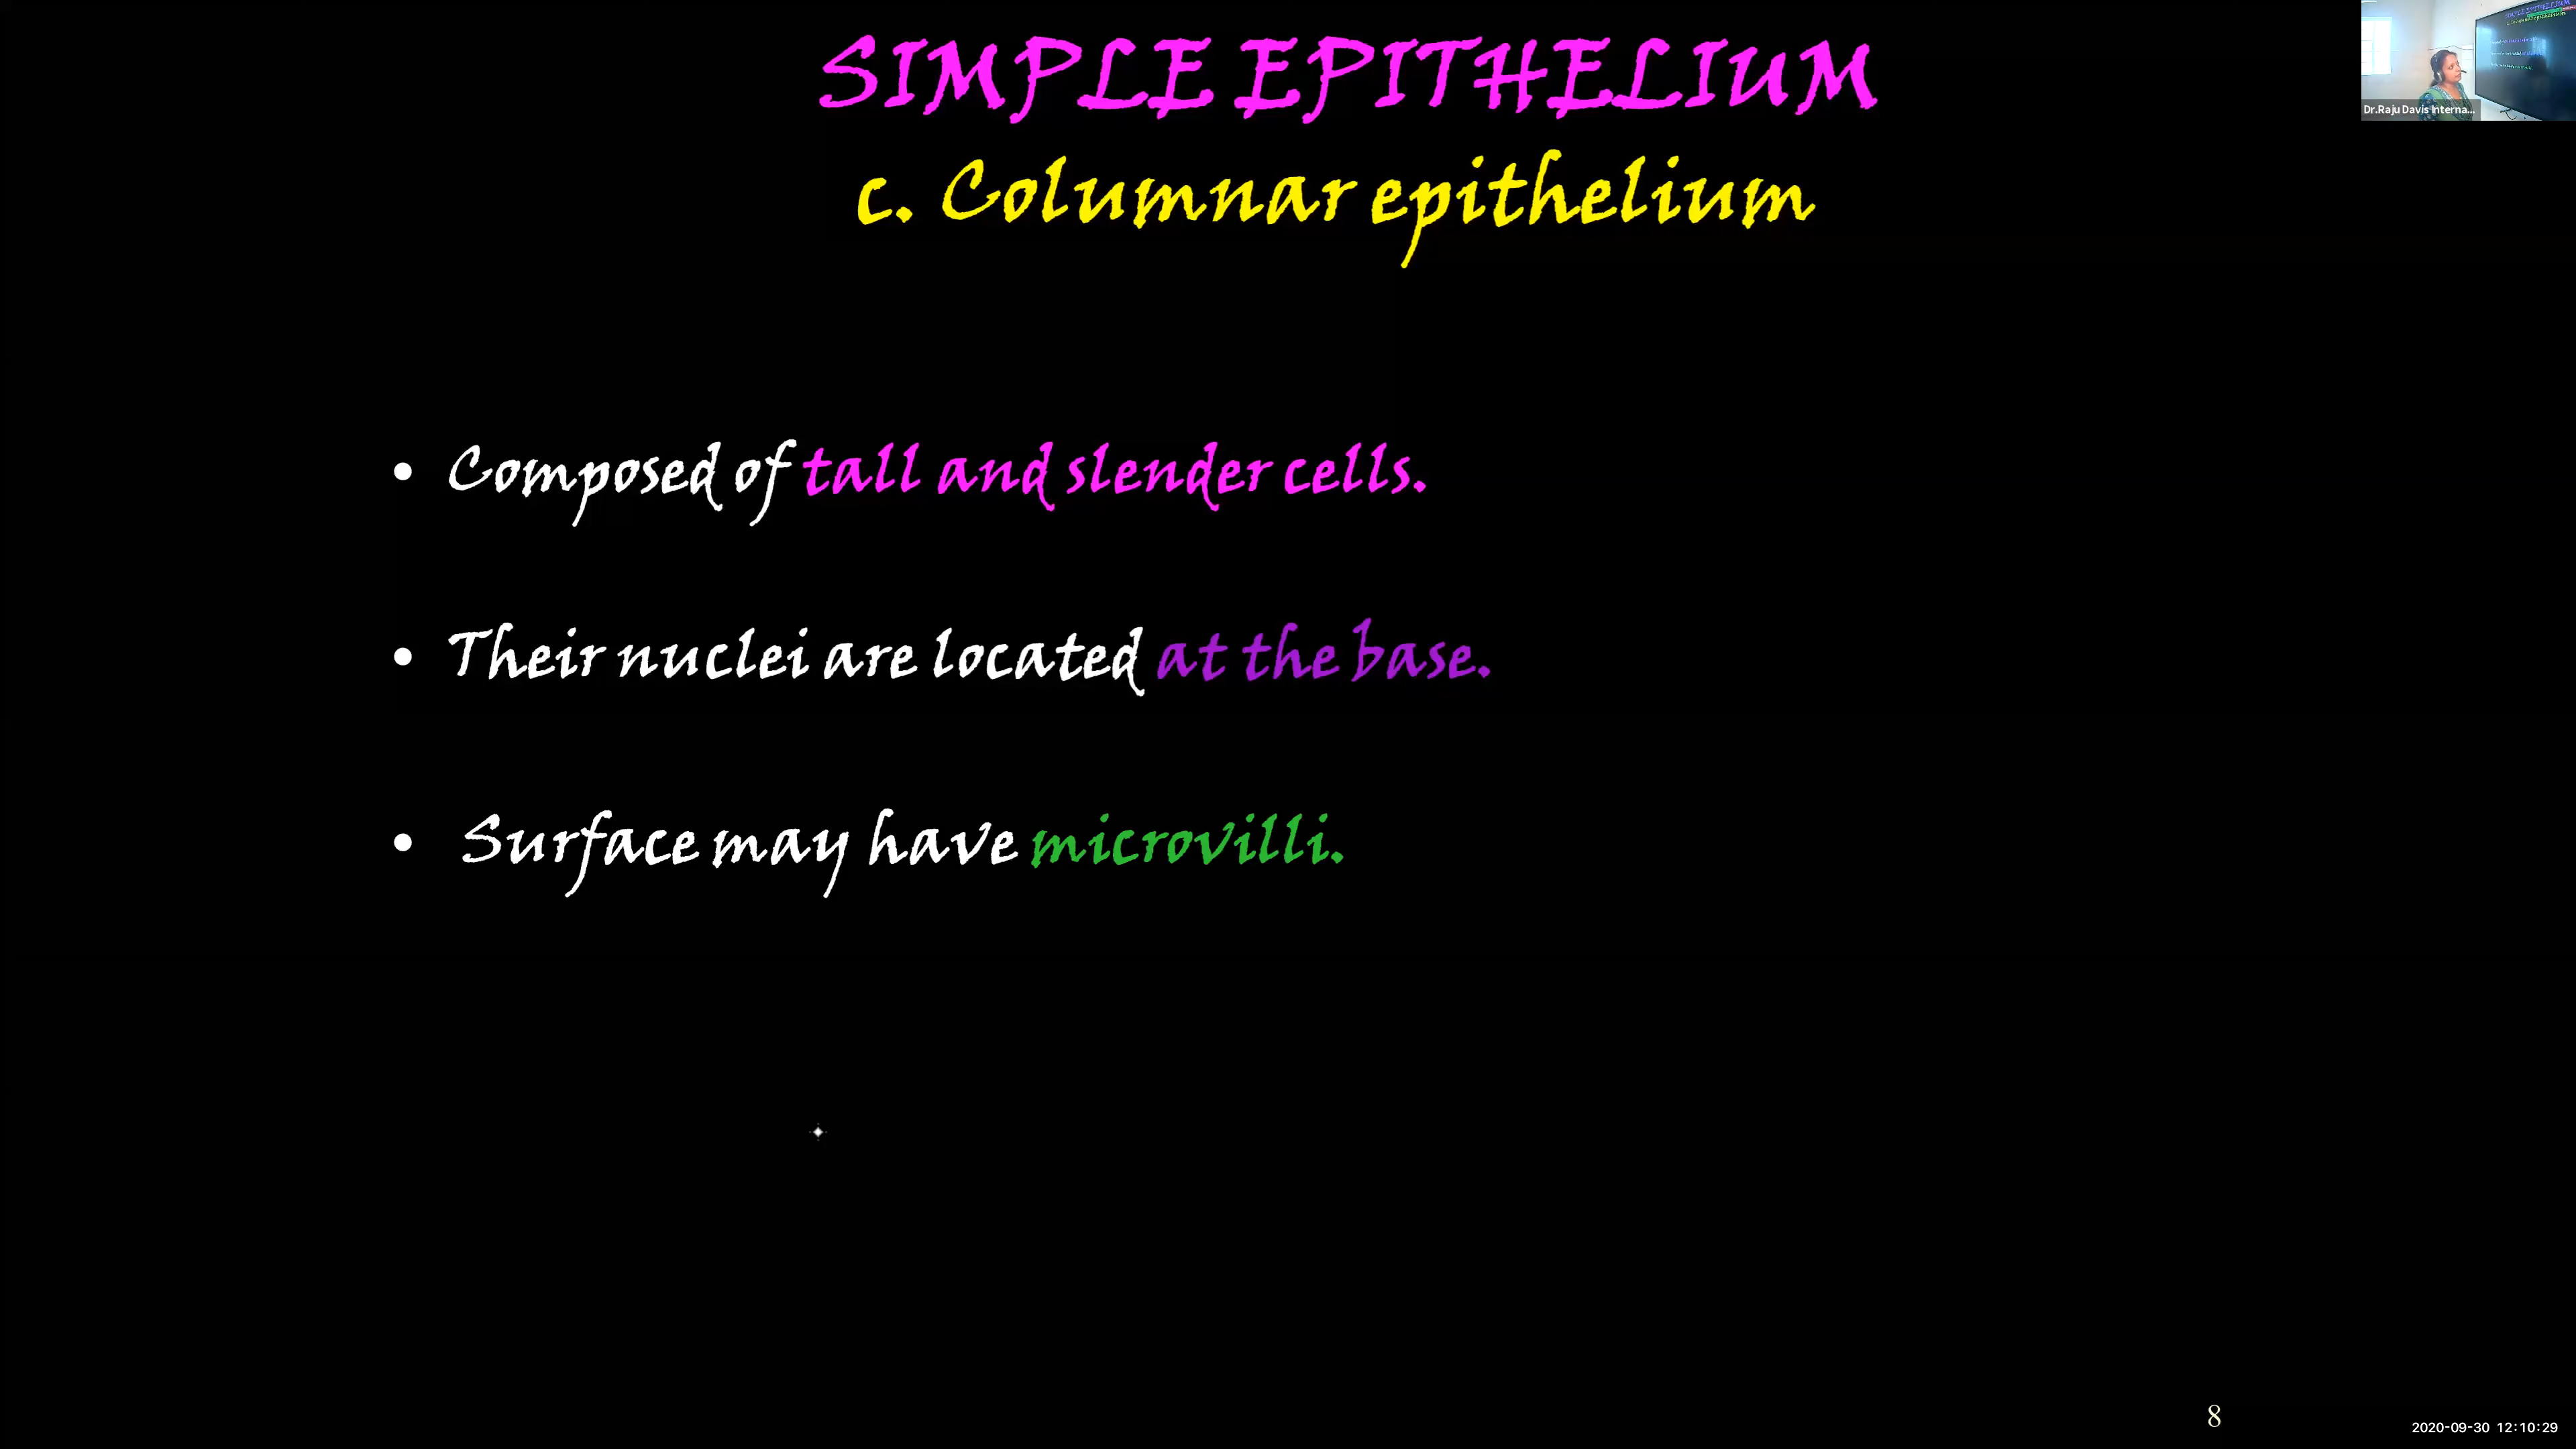 SIMPLE EPITHELIUM
c. Columnar epithelium
Dr.Raju Davis Interna...
• Composed of tall and slender cells.
• Their nuclei are located at the base.
• Surface may have microvilli.
8
2020-09-30 12:10:29